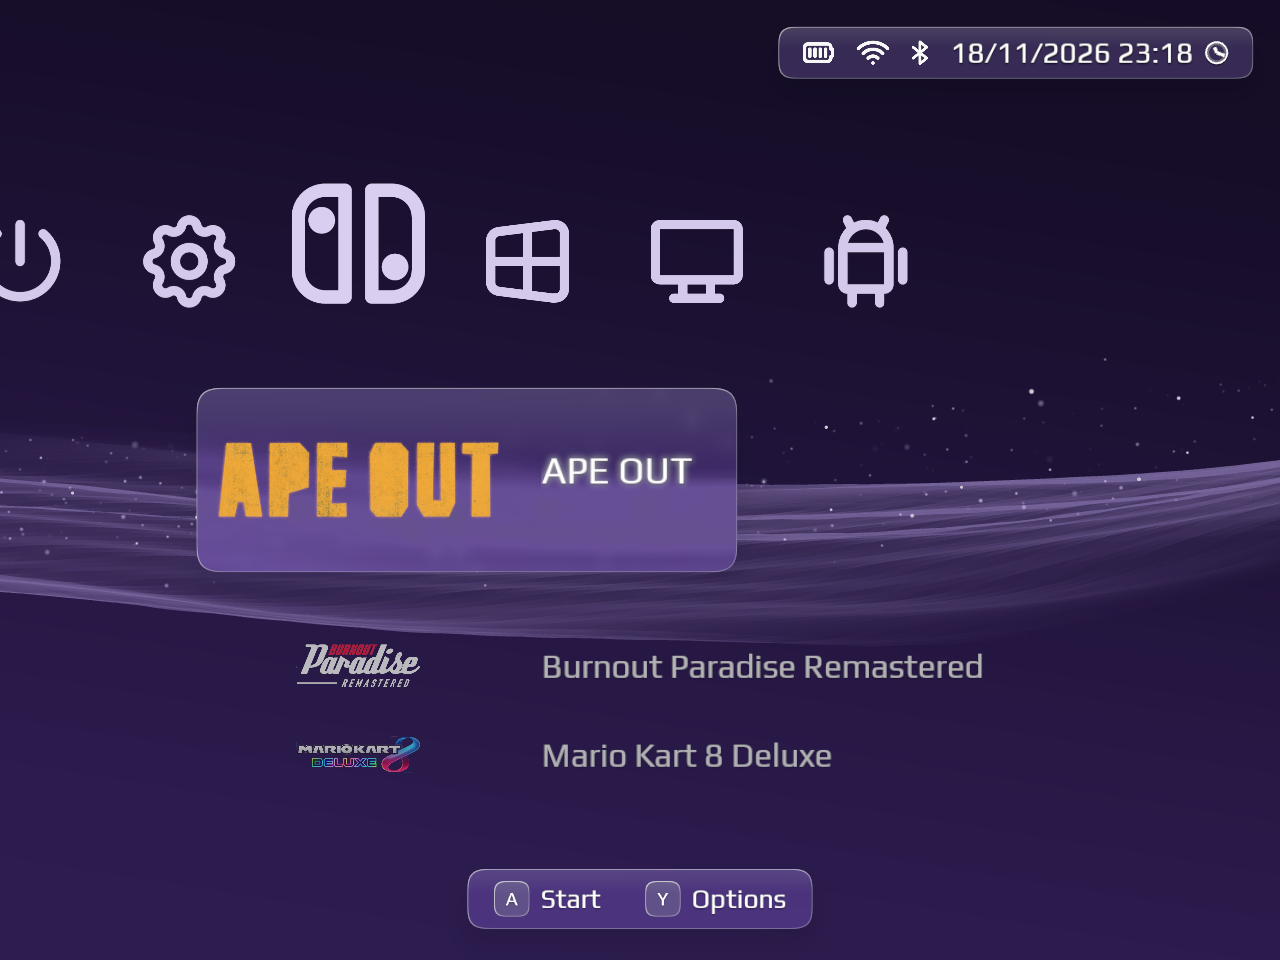 18/11/2026 23:18
APE OUT
APE OUT
BURNOUT
Paradise
REMASTERED
Burnout Paradise Remastered
MARIOKART 8
DELUXE
Mario Kart 8 Deluxe
A Start Y Options